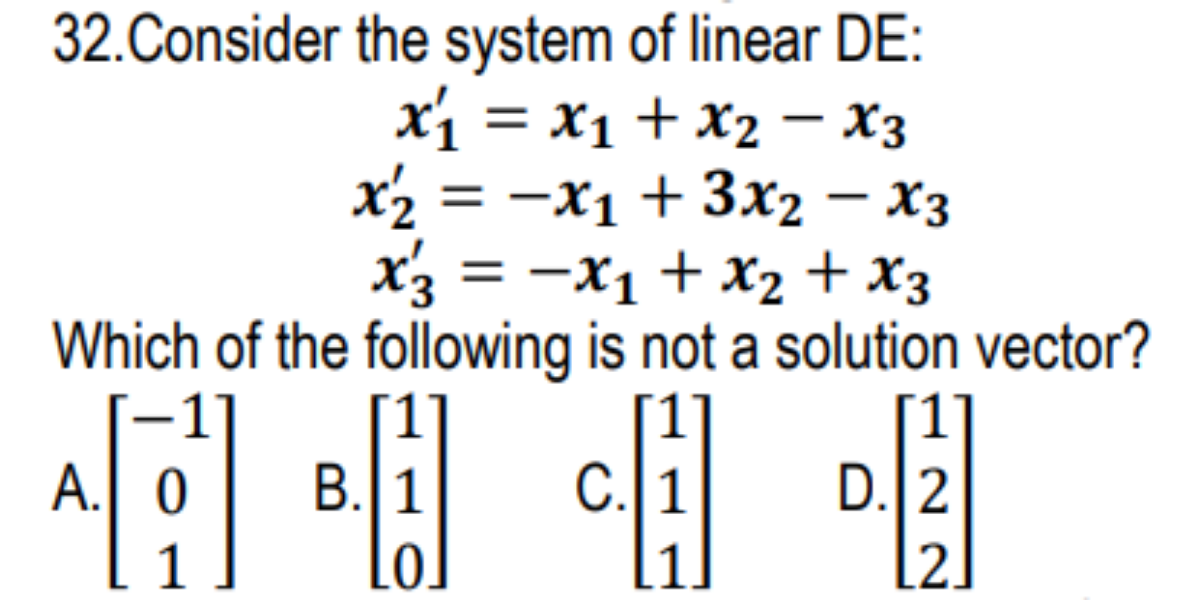 32.Consider the system of linear DE:
x₁′ = x₁ + x₂ − x₃
x₂′ = −x₁ + 3x₂ − x₃
x₃′ = −x₁ + x₂ + x₃
Which of the following is not a solution vector?
A. [−1 0 1] B. [1 1 0] C. [1 1 1] D. [1 2 2]